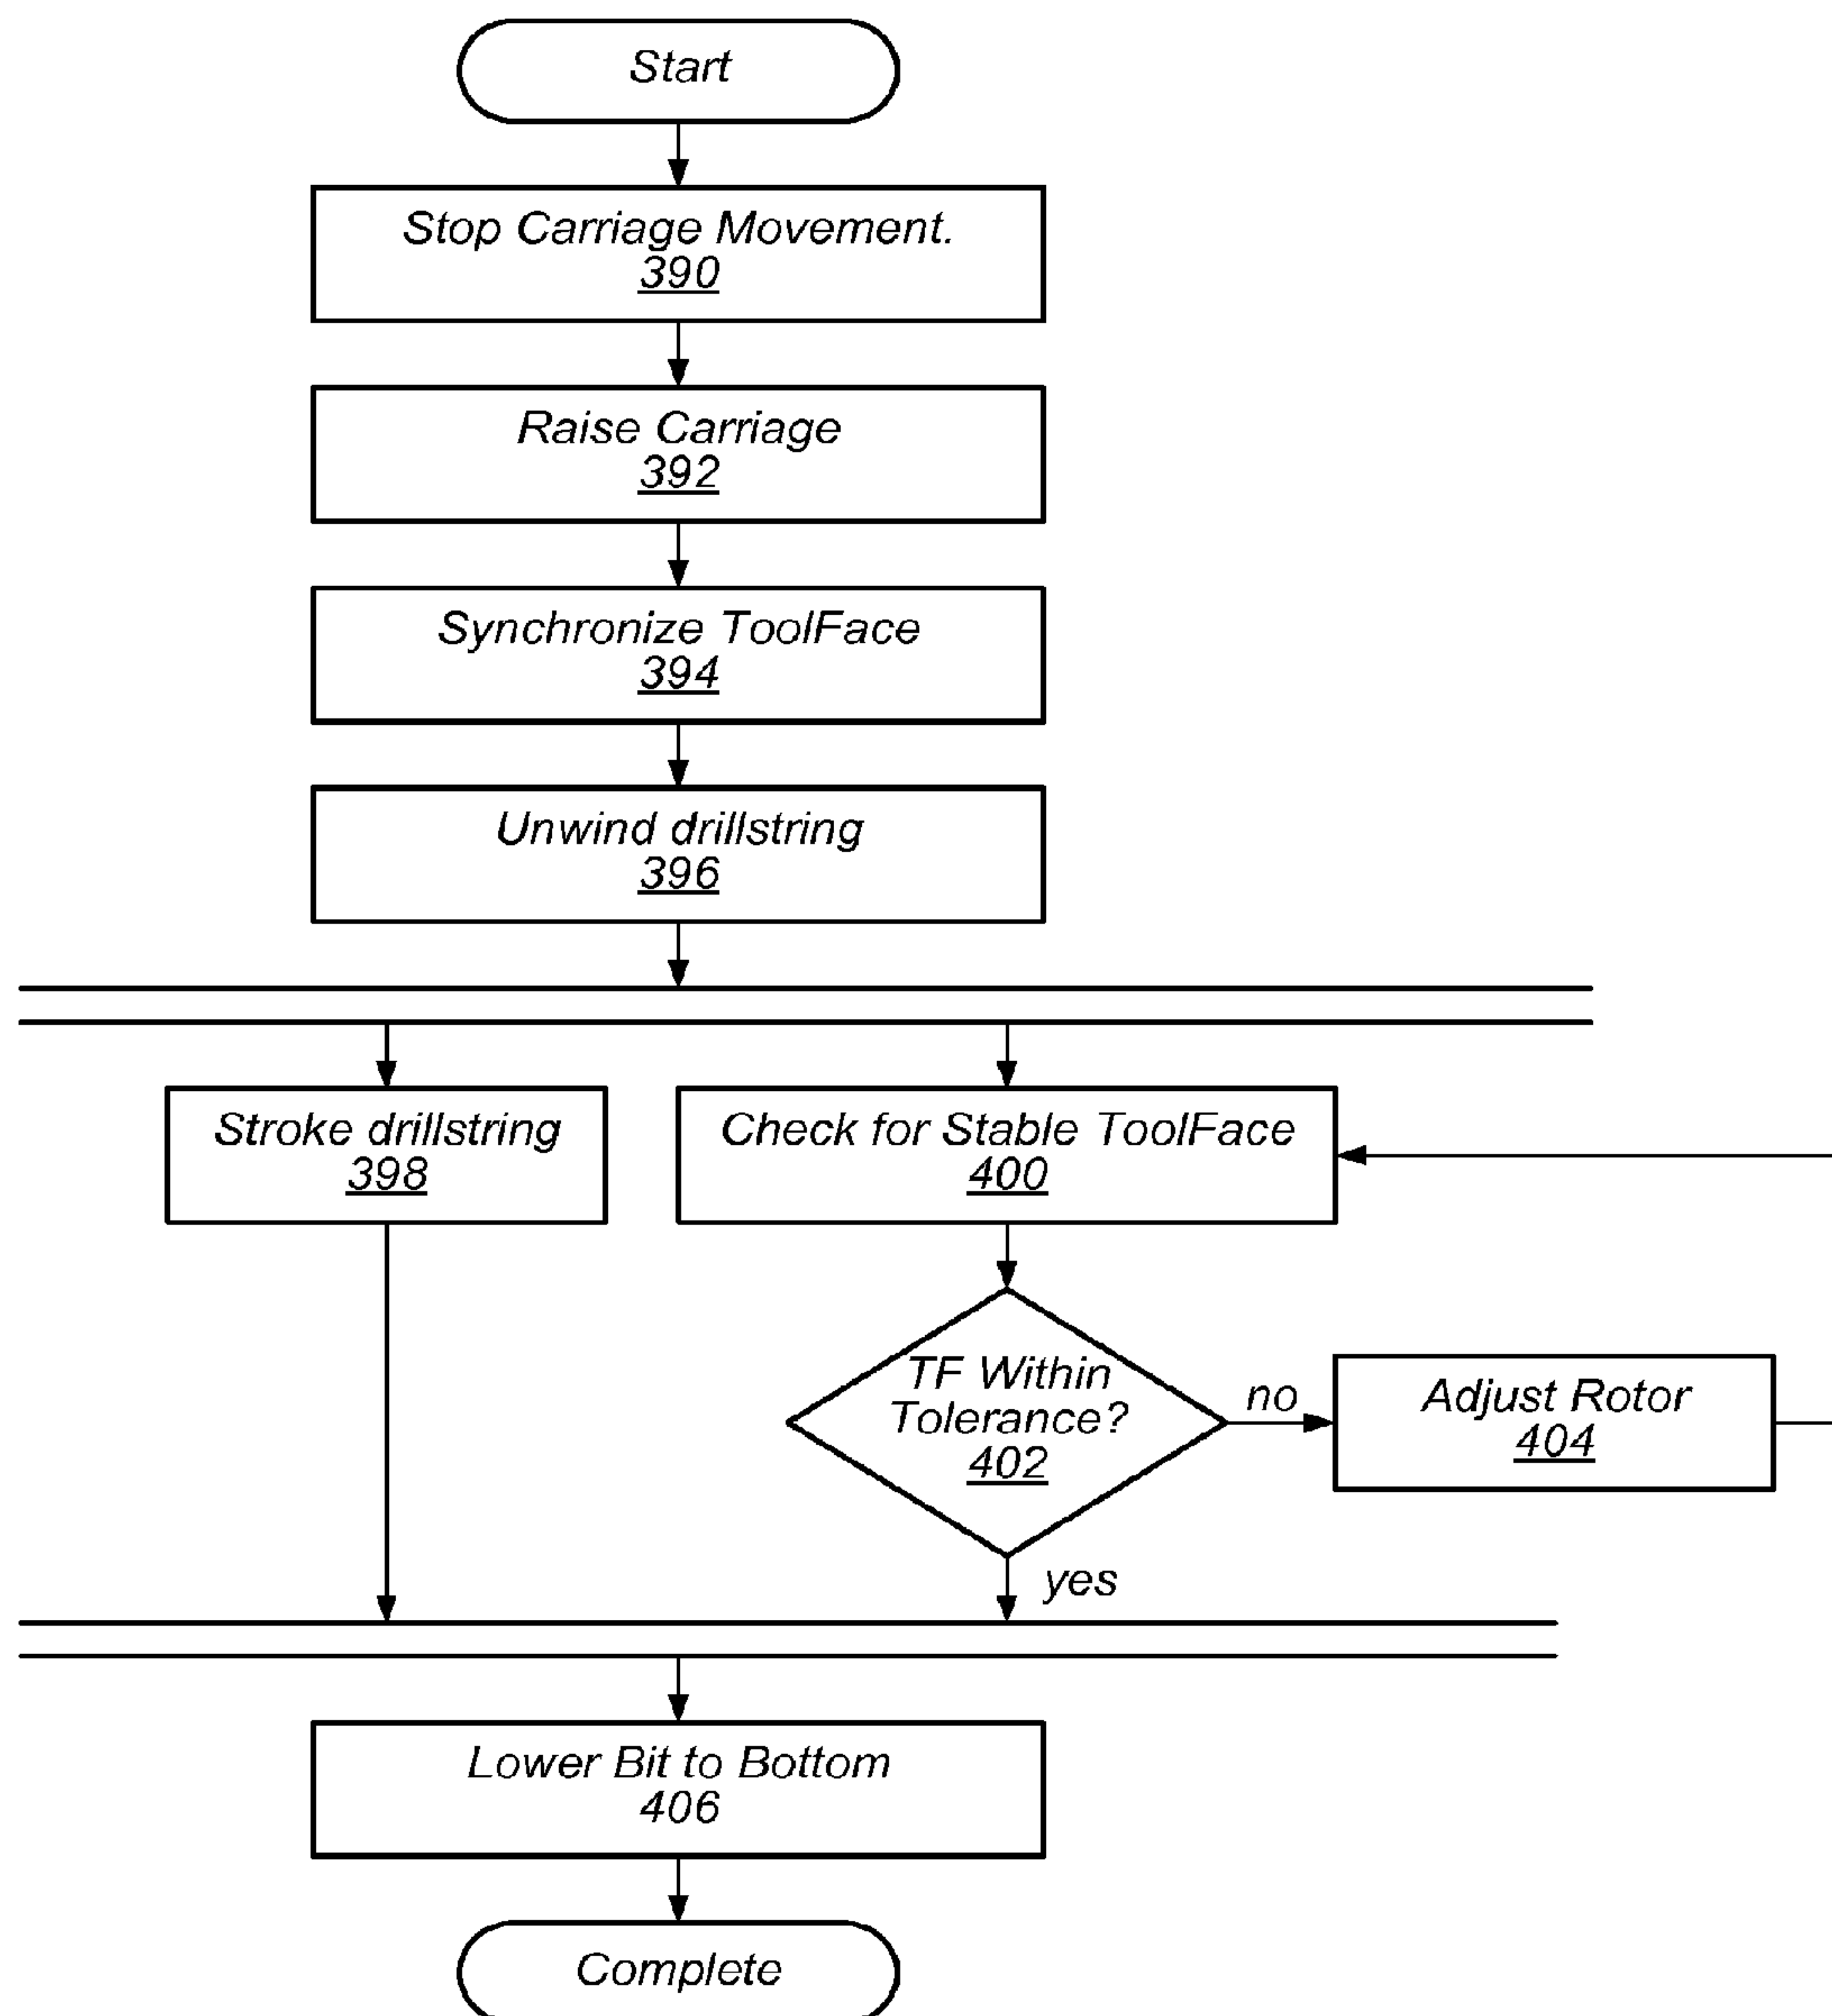 Start
Stop Carriage Movement.
390
Raise Carriage
392
Synchronize ToolFace
394
Unwind drillstring
396
Stroke drillstring
398
Check for Stable ToolFace
400
TF Within
Tolerance?
402
no
Adjust Rotor
404
yes
Lower Bit to Bottom
406
Complete